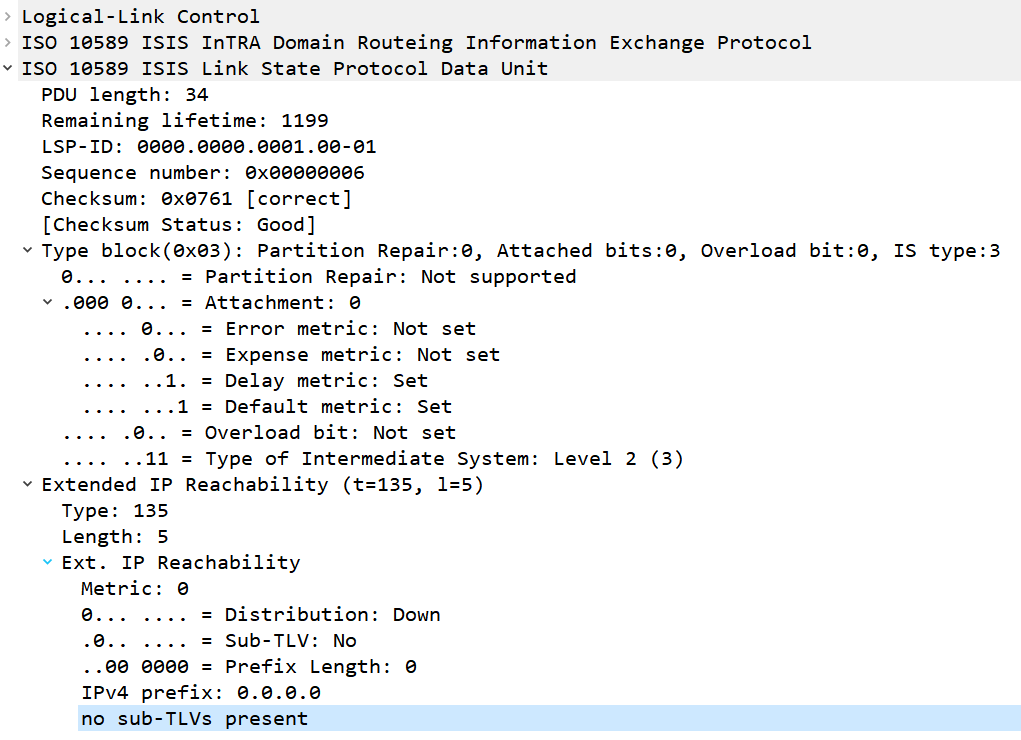 Logical-Link Control
ISO 10589 ISIS InTRA Domain Routeing Information Exchange Protocol
ISO 10589 ISIS Link State Protocol Data Unit
PDU length: 34
Remaining lifetime: 1199
LSP-ID: 0000.0000.0001.00-01
Sequence number: 0x00000006
Checksum: 0x0761 [correct]
[Checksum Status: Good]
Type block(0x03): Partition Repair:0, Attached bits:0, Overload bit:0, IS type:3
0... .... = Partition Repair: Not supported
.000 0... = Attachment: 0
.... 0... = Error metric: Not set
.... .0.. = Expense metric: Not set
.... ..1. = Delay metric: Set
.... ...1 = Default metric: Set
.... .0.. = Overload bit: Not set
.... ..11 = Type of Intermediate System: Level 2 (3)
Extended IP Reachability (t=135, l=5)
Type: 135
Length: 5
Ext. IP Reachability
Metric: 0
0... .... = Distribution: Down
.0.. .... = Sub-TLV: No
..00 0000 = Prefix Length: 0
IPv4 prefix: 0.0.0.0
no sub-TLVs present